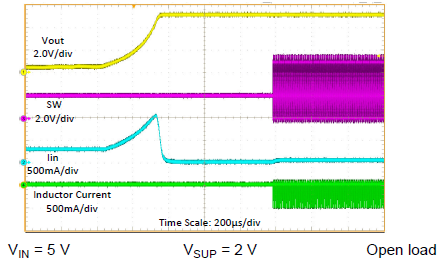 Vout
2.0V/div
SW
2.0V/div
Iin
500mA/div
Inductor Current
500mA/div
Time Scale: 200µs/div
VIN = 5 V VSUP = 2 V Open load